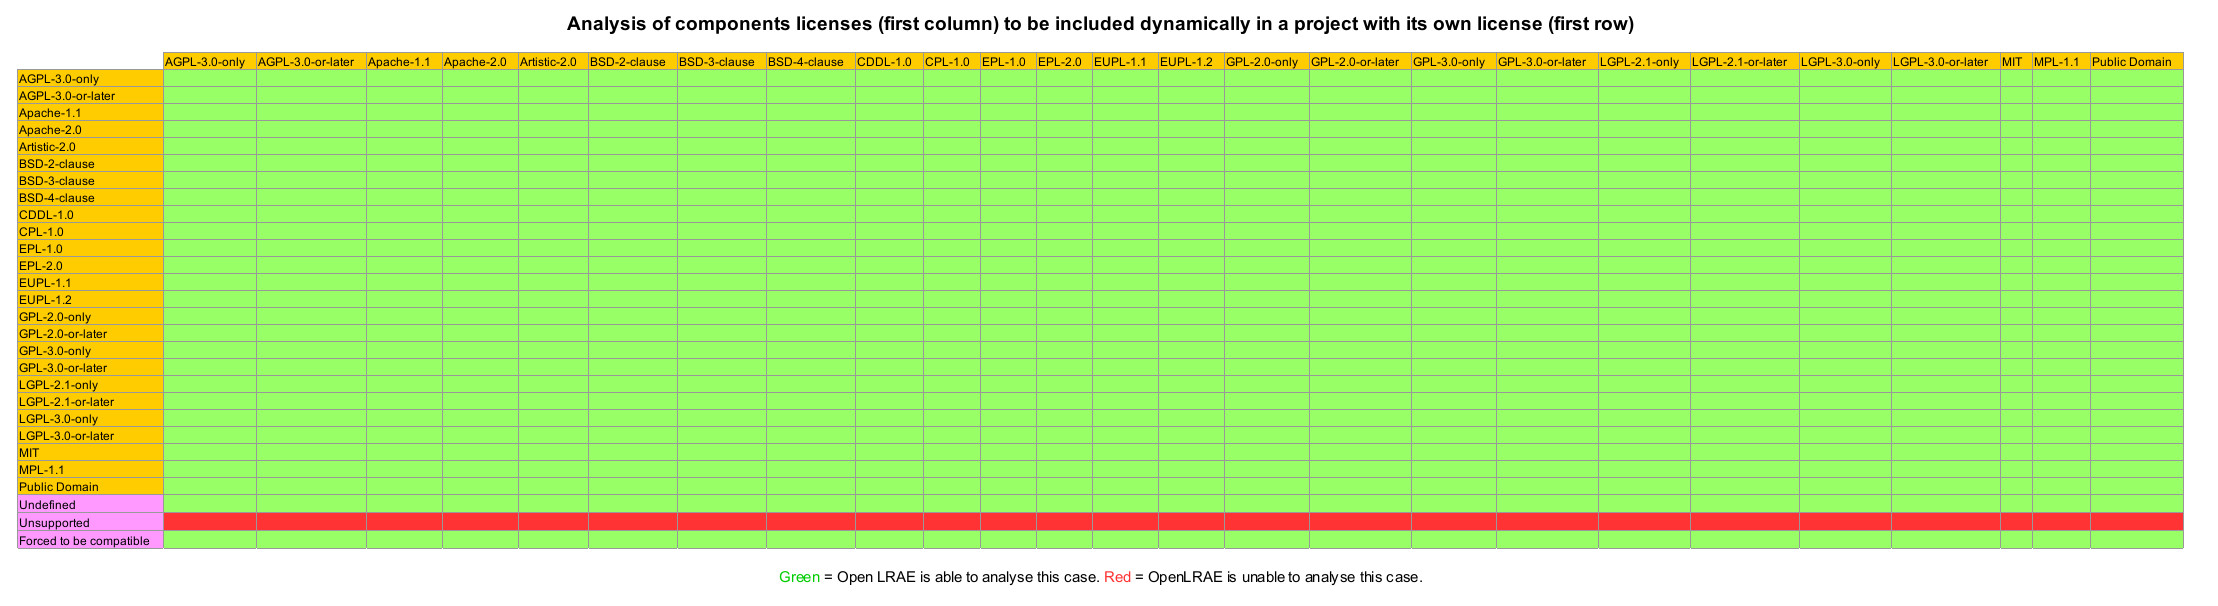 Analysis of components licenses (first column) to be included dynamically in a project with its own license (first row)
AGPL-3.0-only AGPL-3.0-or-later Apache-1.1 Apache-2.0 Artistic-2.0 BSD-2-clause BSD-3-clause BSD-4-clause CDDL-1.0 CPL-1.0 EPL-1.0 EPL-2.0 EUPL-1.1 EUPL-1.2 GPL-2.0-only GPL-2.0-or-later GPL-3.0-only GPL-3.0-or-later LGPL-2.1-only LGPL-2.1-or-later LGPL-3.0-only LGPL-3.0-or-later MIT MPL-1.1 Public Domain
AGPL-3.0-only
AGPL-3.0-or-later
Apache-1.1
Apache-2.0
Artistic-2.0
BSD-2-clause
BSD-3-clause
BSD-4-clause
CDDL-1.0
CPL-1.0
EPL-1.0
EPL-2.0
EUPL-1.1
EUPL-1.2
GPL-2.0-only
GPL-2.0-or-later
GPL-3.0-only
GPL-3.0-or-later
LGPL-2.1-only
LGPL-2.1-or-later
LGPL-3.0-only
LGPL-3.0-or-later
MIT
MPL-1.1
Public Domain
Undefined
Unsupported
Forced to be compatible
Green = Open LRAE is able to analyse this case. Red = OpenLRAE is unable to analyse this case.